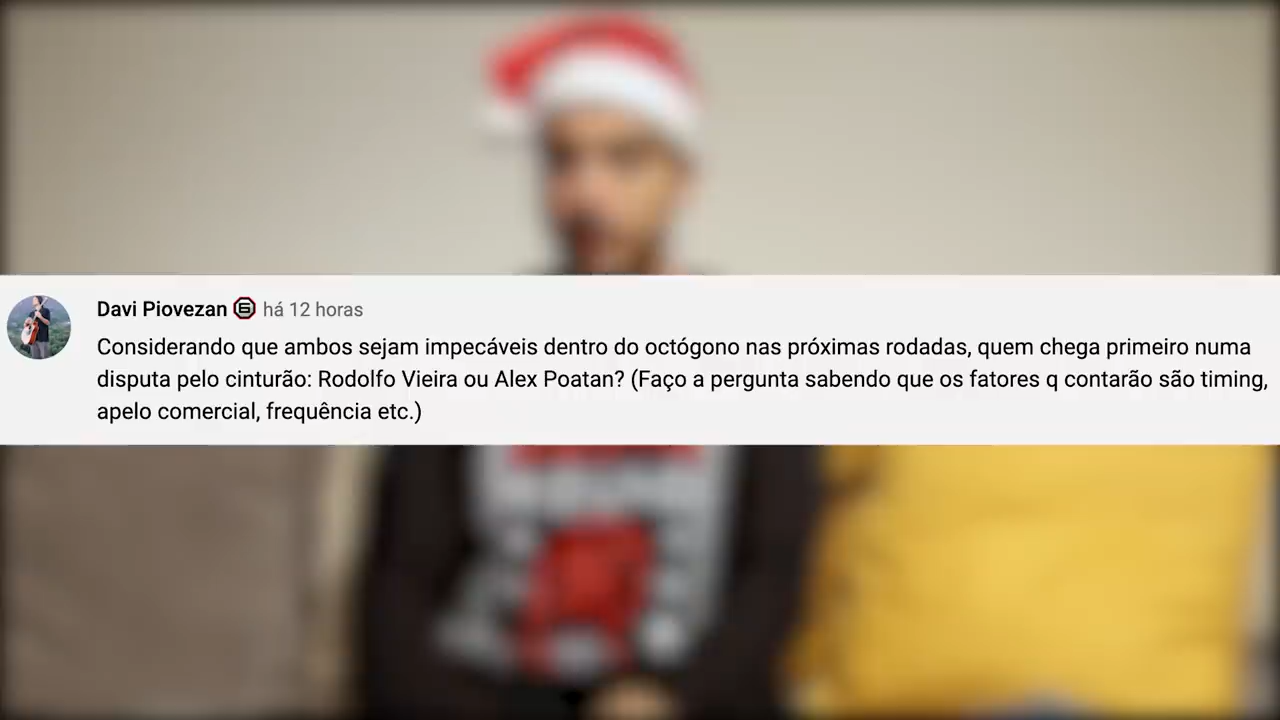 Davi Piovezan 6 há 12 horas
Considerando que ambos sejam impecáveis dentro do octógono nas próximas rodadas, quem chega primeiro numa
disputa pelo cinturão: Rodolfo Vieira ou Alex Poatan? (Faço a pergunta sabendo que os fatores q contarão são timing,
apelo comercial, frequência etc.)